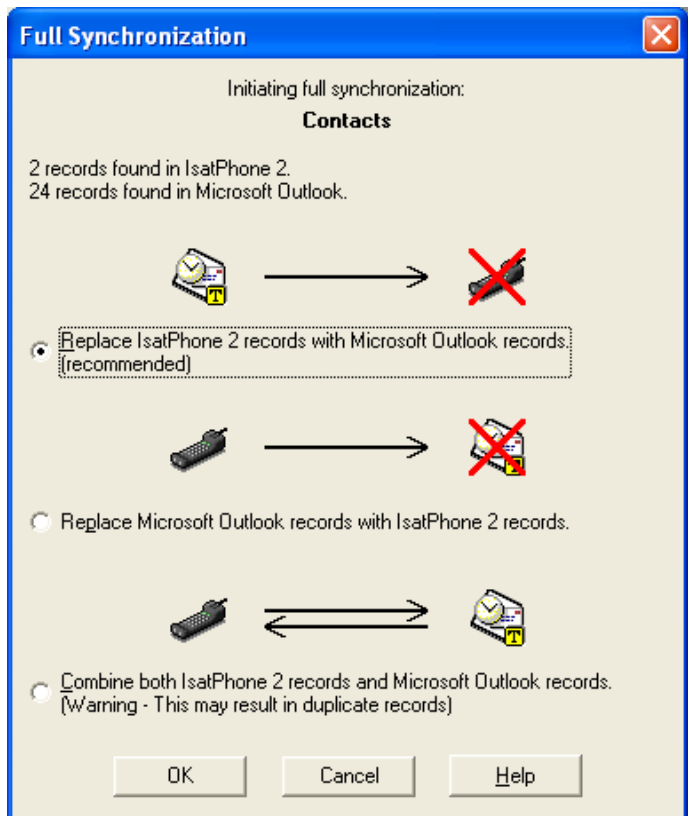 Full Synchronization
Initiating full synchronization:
Contacts
2 records found in IsatPhone 2.
24 records found in Microsoft Outlook.
T
Replace IsatPhone 2 records with Microsoft Outlook records.
(recommended)
T
Replace Microsoft Outlook records with IsatPhone 2 records.
T
Combine both IsatPhone 2 records and Microsoft Outlook records.
(Warning - This may result in duplicate records)
OK Cancel Help